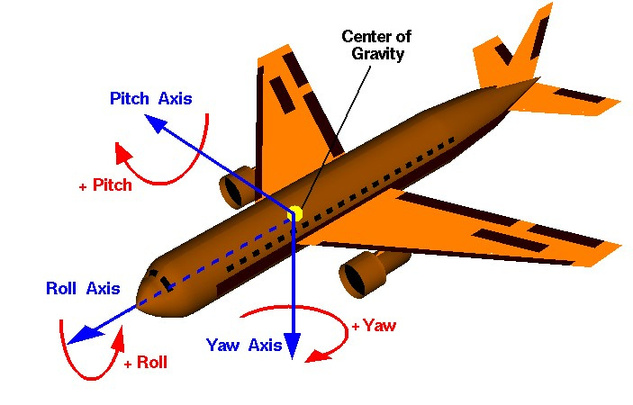 Center of
Gravity
Pitch Axis
+ Pitch
Roll Axis
+ Roll
Yaw Axis
+ Yaw